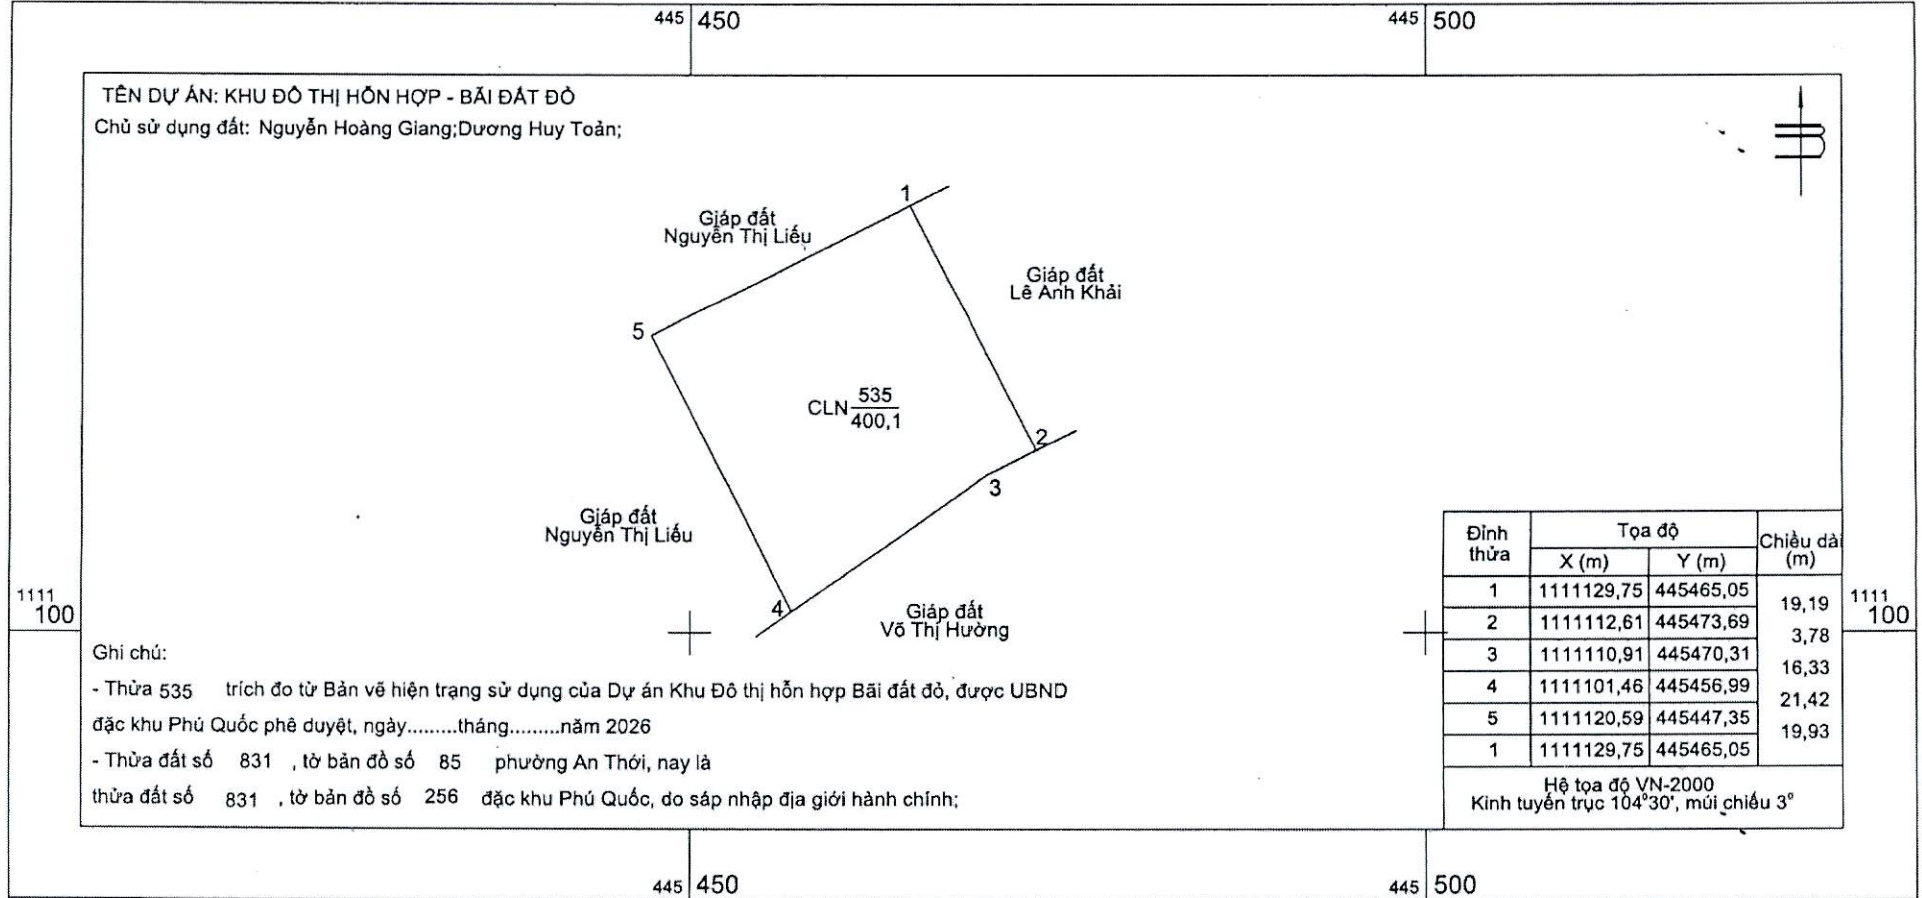 445 450
445 500
TÊN DỰ ÁN: KHU ĐÔ THỊ HỖN HỢP - BÃI ĐẤT ĐỎ
Chủ sử dụng đất: Nguyễn Hoàng Giang;Dương Huy Toản;
B
1
Giáp đất
Nguyễn Thị Liếu
Giáp đất
Lê Anh Khải
5
CLN 535
400,1
2
3
Giáp đất
Nguyễn Thị Liếu
4
Giáp đất
Võ Thị Hường
1111
100
1111
100
Đỉnh thửa Tọa độ Chiều dài (m)
X (m) Y (m)
1 1111129,75 445465,05
19,19
2 1111112,61 445473,69
3,78
3 1111110,91 445470,31
16,33
4 1111101,46 445456,99
21,42
5 1111120,59 445447,35
19,93
1 1111129,75 445465,05
Hệ tọa độ VN-2000
Kinh tuyến trục 104°30', múi chiếu 3°
Ghi chú:
- Thửa 535 trích đo từ Bản vẽ hiện trạng sử dụng của Dự án Khu Đô thị hỗn hợp Bãi đất đỏ, được UBND
đặc khu Phú Quốc phê duyệt, ngày.........tháng.........năm 2026
- Thửa đất số 831 , tờ bản đồ số 85 phường An Thới, nay là
thửa đất số 831 , tờ bản đồ số 256 đặc khu Phú Quốc, do sáp nhập địa giới hành chính;
445 450
445 500